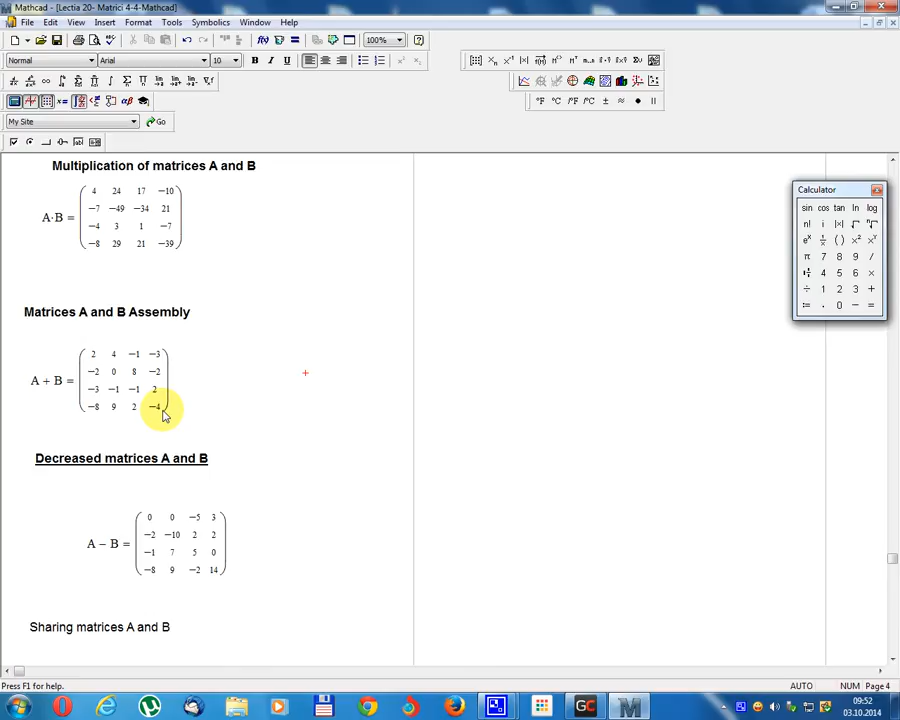 Mathcad - [Lectia 20- Matrici 4-4-Mathcad]
File Edit View Insert Format Tools Symbolics Window Help
100%
Normal Arial 10 B I U
My Site Go
°F °C °F °C ± ≈ • ||
Multiplication of matrices A and B
4 24 17 −10
−7 −49 −34 21
A·B =
−4 3 1 −7
−8 29 21 −39
Matrices A and B Assembly
2 4 −1 −3
−2 0 8 −2
A + B =
−3 −1 −1 2
−8 9 2 −4
Decreased matrices A and B
0 0 −5 3
−2 −10 2 2
A − B =
−1 7 5 0
−8 9 −2 14
Sharing matrices A and B
Calculator
sin cos tan ln log
n! i |×| √ ⁿ√
eˣ 1/x ( ) x² xʸ
π 7 8 9 /
4 5 6 ×
÷ 1 2 3 +
:= . 0 − =
Press F1 for help. AUTO NUM Page 4
09:52
03.10.2014